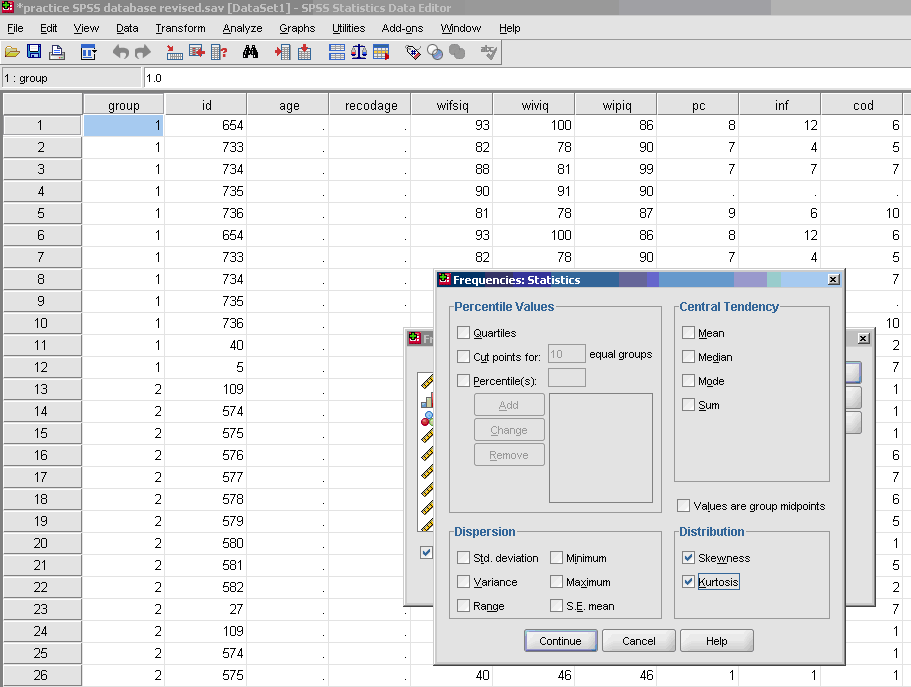 *practice SPSS database revised.sav [DataSet1] - SPSS Statistics Data Editor
File Edit View Data Transform Analyze Graphs Utilities Add-ons Window Help
1 : group 1.0
group id age recodage wifsiq wiviq wipiq pc inf cod
1 1 654 . . 93 100 86 8 12 6
2 1 733 . . 82 78 90 7 4 5
3 1 734 . . 88 81 99 7 7 7
4 1 735 . . 90 91 90 . . .
5 1 736 . . 81 78 87 9 6 10
6 1 654 . . 93 100 86 8 12 6
7 1 733 . . 82 78 90 7 4 5
8 1 734 . . 7
9 1 735 . . .
10 1 736 . . 10
11 1 40 . 2
12 1 5 . 7
13 2 109 . 1
14 2 574 . 1
15 2 575 . 1
16 2 576 . 6
17 2 577 . 7
18 2 578 . 6
19 2 579 . 5
20 2 580 . 1
21 2 581 . 5
22 2 582 . 2
23 2 27 . 7
24 2 109 . . 1
25 2 574 . . 1
26 2 575 . . 40 46 46 1 1 1
Frequencies: Statistics
Percentile Values
Quartiles
Cut points for: 10 equal groups
Percentile(s):
Add
Change
Remove
Central Tendency
Mean
Median
Mode
Sum
Values are group midpoints
Dispersion
Std. deviation Minimum
Variance Maximum
Range S.E. mean
Distribution
Skewness
Kurtosis
Continue Cancel Help